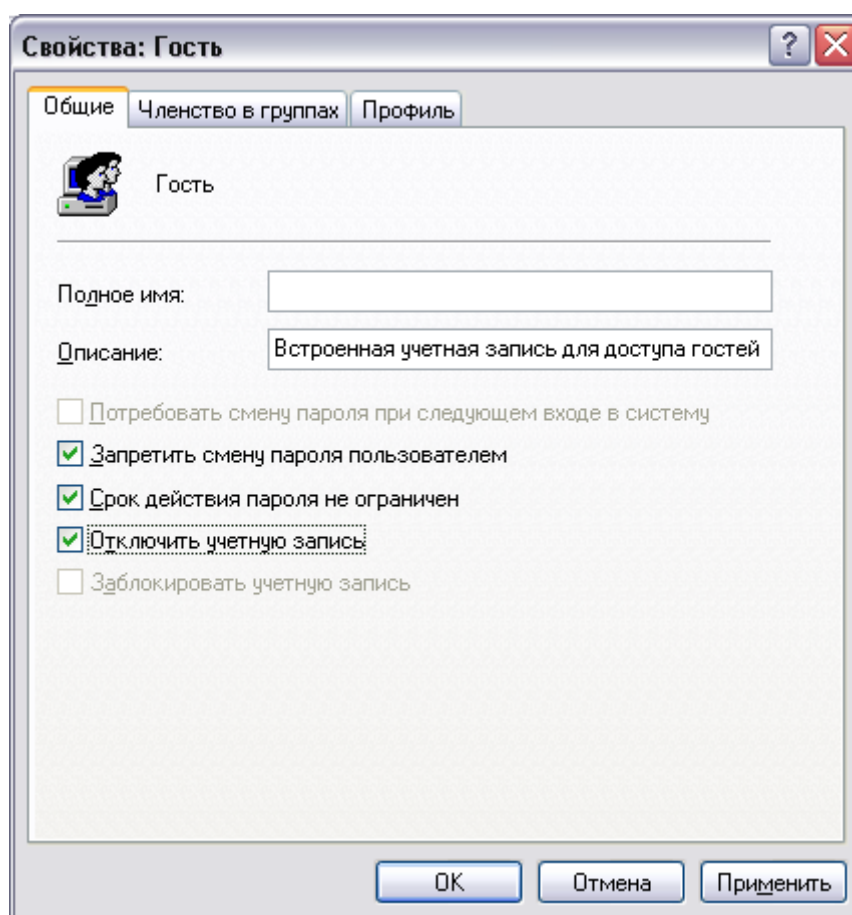 Свойства: Гость
Общие Членство в группах Профиль
Гость
Полное имя:
Описание: Встроенная учетная запись для доступа гостей
Потребовать смену пароля при следующем входе в систему
Запретить смену пароля пользователем
Срок действия пароля не ограничен
Отключить учетную запись
Заблокировать учетную запись
OK Отмена Применить